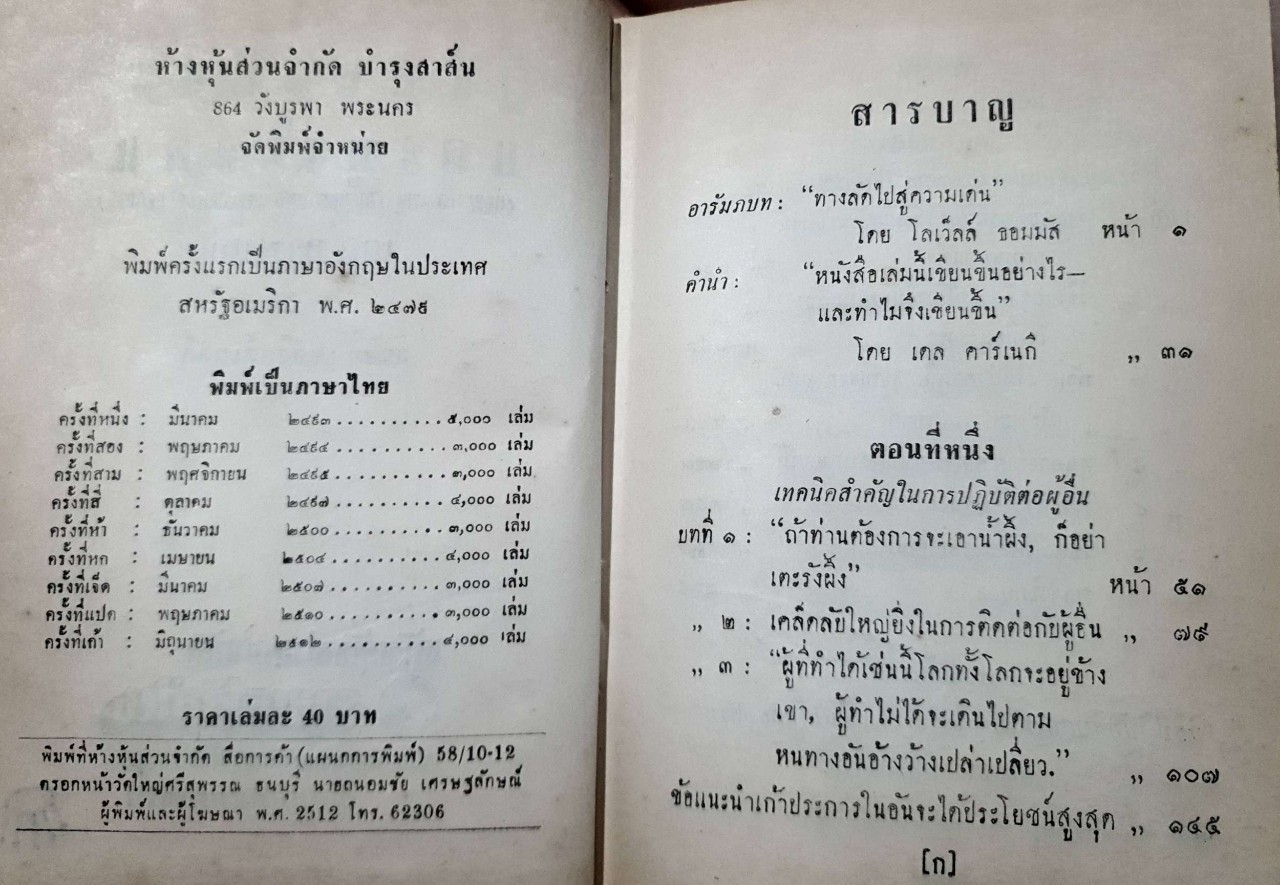 ห้างหุ้นส่วนจำกัด บำรุงสาส์น
864 วังบูรพา พระนคร
จัดพิมพ์จำหน่าย
พิมพ์ครั้งแรกเป็นภาษาอังกฤษในประเทศ
สหรัฐอเมริกา พ.ศ. ๒๔๗๙
พิมพ์เป็นภาษาไทย
ครั้งที่หนึ่ง : มีนาคม ๒๔๙๓ .......... ๕,๐๐๐ เล่ม
ครั้งที่สอง : พฤษภาคม ๒๔๙๔ .......... ๓,๐๐๐ เล่ม
ครั้งที่สาม : พฤศจิกายน ๒๔๙๕ .......... ๓,๐๐๐ เล่ม
ครั้งที่สี่ : ตุลาคม ๒๔๙๗ .......... ๔,๐๐๐ เล่ม
ครั้งที่ห้า : ธันวาคม ๒๕๐๐ .......... ๓,๐๐๐ เล่ม
ครั้งที่หก : เมษายน ๒๕๐๔ .......... ๔,๐๐๐ เล่ม
ครั้งที่เจ็ด : มีนาคม ๒๕๐๗ .......... ๓,๐๐๐ เล่ม
ครั้งที่แปด : พฤษภาคม ๒๕๑๐ .......... ๓,๐๐๐ เล่ม
ครั้งที่เก้า : มิถุนายน ๒๕๑๒ .......... ๔,๐๐๐ เล่ม
ราคาเล่มละ 40 บาท
พิมพ์ที่ห้างหุ้นส่วนจำกัด สื่อการค้า (แผนกการพิมพ์) 58/10-12
ตรอกหน้าวัดใหญ่ศรีสุพรรณ ธนบุรี นายถนอมชัย เศรษฐลักษณ์
ผู้พิมพ์และผู้โฆษณา พ.ศ. 2512 โทร. 62306
สารบาญ
อารัมภบท : “ทางลัดไปสู่ความเด่น”
โดย โลเว็ลล์ ธอมมัส หน้า ๑
คำนำ : “หนังสือเล่มนี้เขียนขึ้นอย่างไร—
และทำไมจึงเขียนขึ้น”
โดย เดล คาร์เนกี ,, ๓๑
ตอนที่หนึ่ง
เทคนิคสำคัญในการปฏิบัติต่อผู้อื่น
บทที่ ๑ : “ถ้าท่านต้องการจะเอาน้ำผึ้ง, ก็อย่า
เตะรังผึ้ง” หน้า ๕๑
,, ๒ : เคล็ดลับใหญ่ยิ่งในการติดต่อกับผู้อื่น ,, ๗๙
,, ๓ : “ผู้ที่ทำได้เช่นนี้โลกทั้งโลกจะอยู่ข้าง
เขา, ผู้ทำไม่ได้จะเดินไปตาม
หนทางอันอ้างว้างเปล่าเปลี่ยว.” ,, ๑๐๗
ข้อแนะนำเก้าประการในอันจะได้ประโยชน์สูงสุด ,, ๑๔๕
[ก]